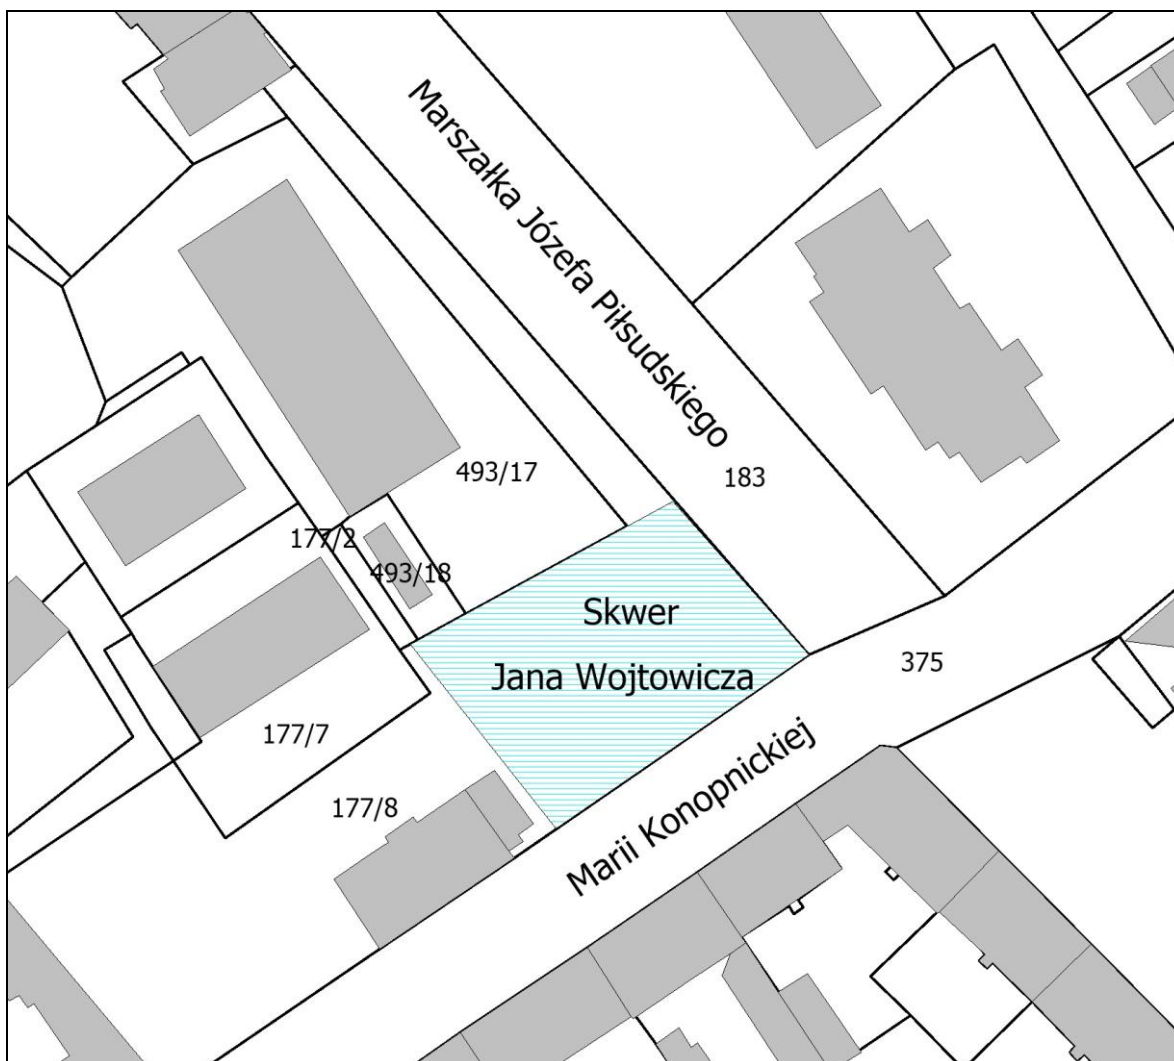 Marszałka Józefa Piłsudskiego
493/17
183
177/2
493/18
Skwer
Jana Wojtowicza
375
177/7
177/8
Marii Konopnickiej